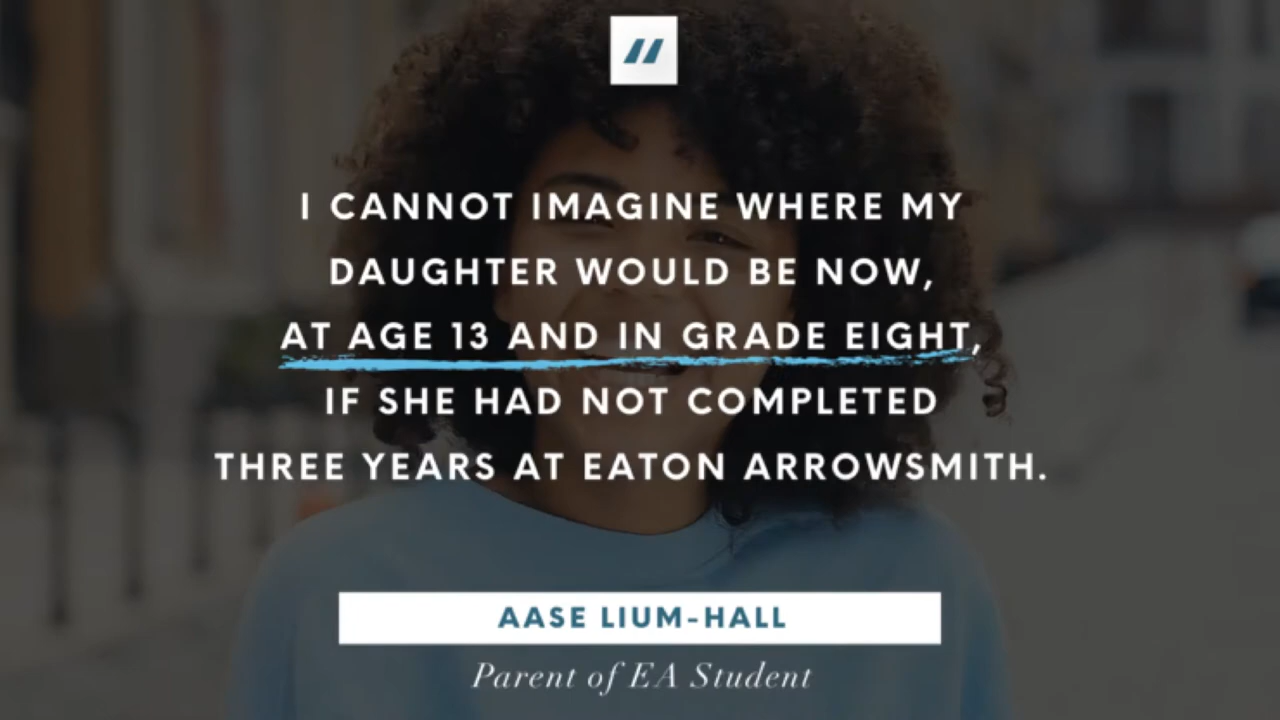 I CANNOT IMAGINE WHERE MY
DAUGHTER WOULD BE NOW,
AT AGE 13 AND IN GRADE EIGHT,
IF SHE HAD NOT COMPLETED
THREE YEARS AT EATON ARROWSMITH.
AASE LIUM-HALL
Parent of EA Student